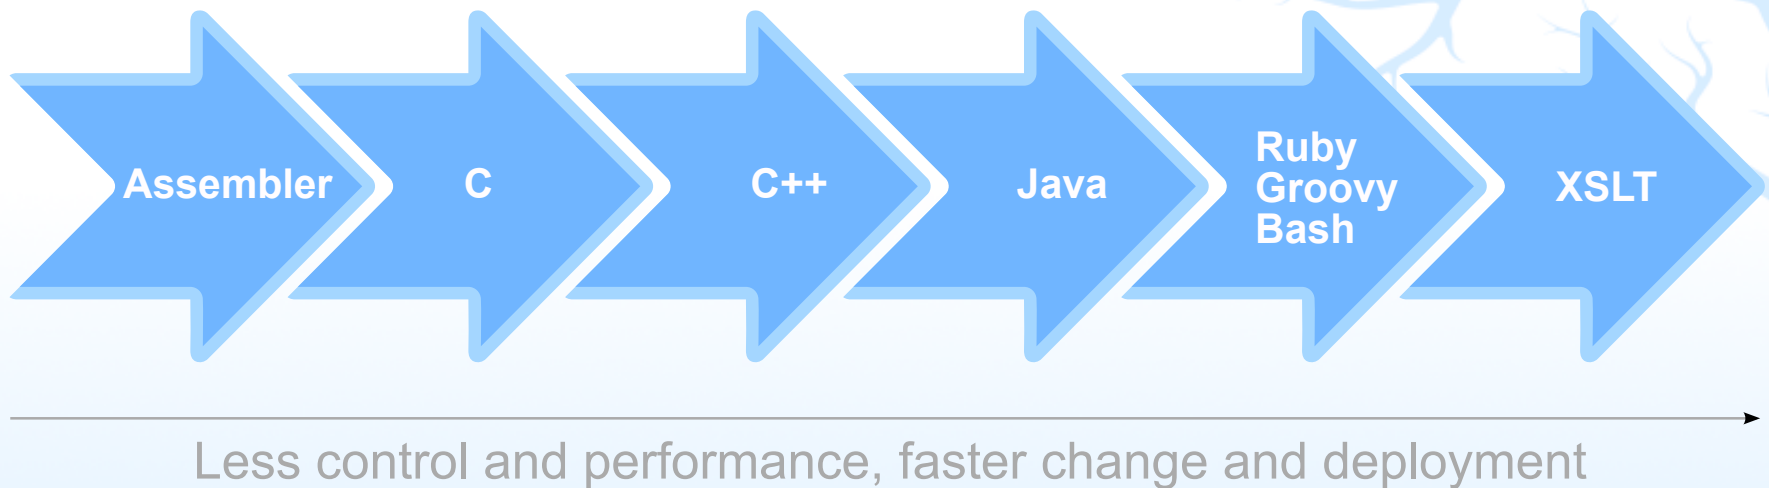 Assembler
C
C++
Java
Ruby
Groovy
Bash
XSLT
Less control and performance, faster change and deployment